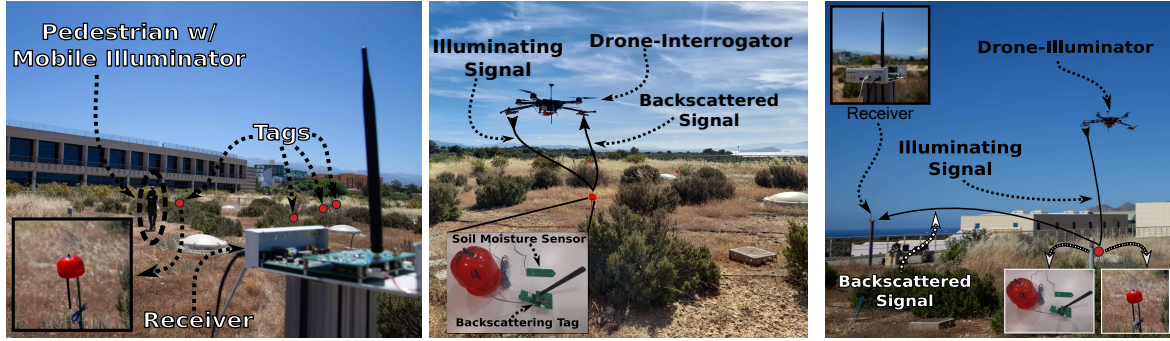 Pedestrian w/
Mobile Illuminator
Tags
Receiver
Illuminating
Signal
Drone-Interrogator
Backscattered
Signal
Soil Moisture Sensor
4
Backscattering Tag
Receiver
Drone-Illuminator
Illuminating
Signal
Backscattered
Signal